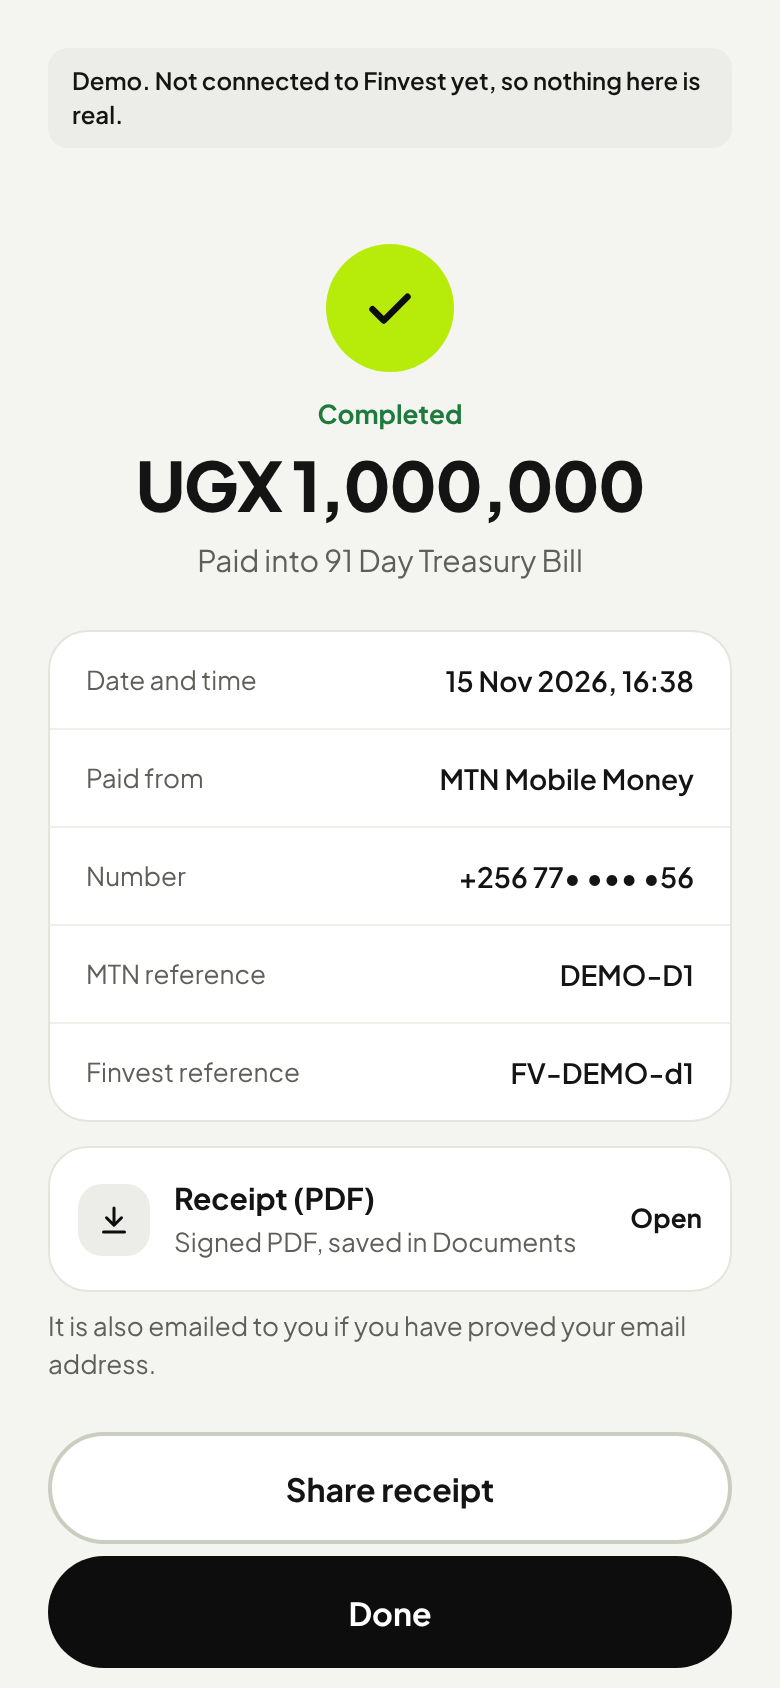 Demo. Not connected to Finvest yet, so nothing here is
real.
Completed
UGX 1,000,000
Paid into 91 Day Treasury Bill
Date and time
15 Nov 2026, 16:38
Paid from
MTN Mobile Money
Number
+256 77• •••• •56
MTN reference
DEMO-D1
Finvest reference
FV-DEMO-d1
Receipt (PDF)
Signed PDF, saved in Documents
Open
It is also emailed to you if you have proved your email
address.
Share receipt
Done